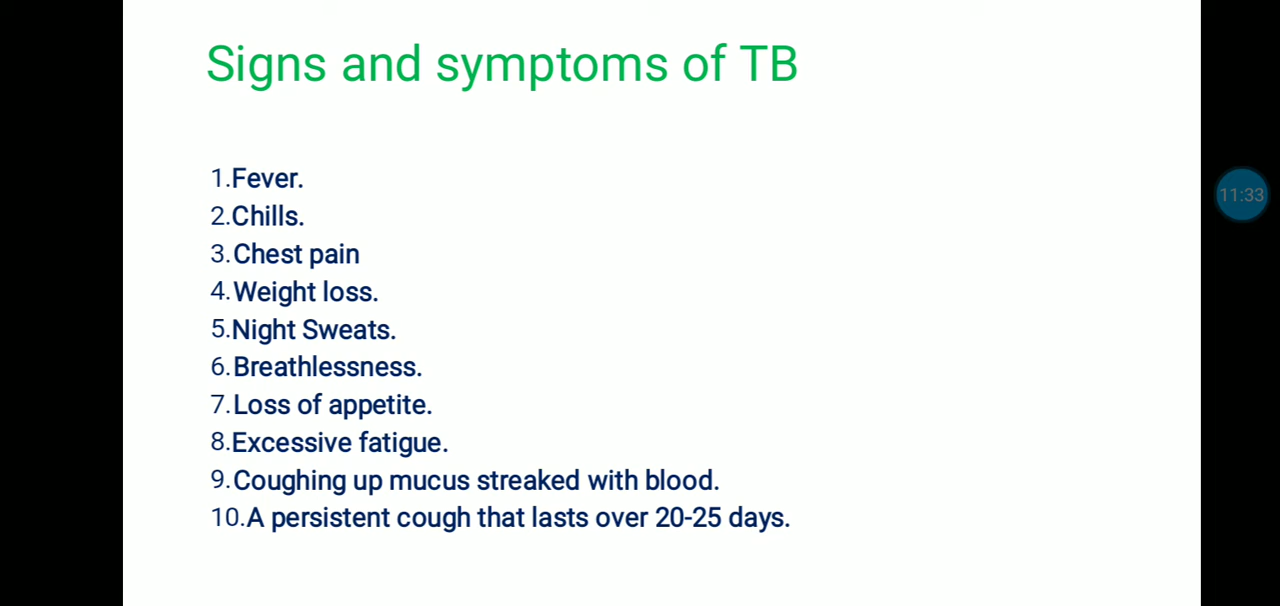 Signs and symptoms of TB
1.Fever.
2.Chills.
3.Chest pain
4.Weight loss.
5.Night Sweats.
6.Breathlessness.
7.Loss of appetite.
8.Excessive fatigue.
9.Coughing up mucus streaked with blood.
10.A persistent cough that lasts over 20-25 days.
11:33